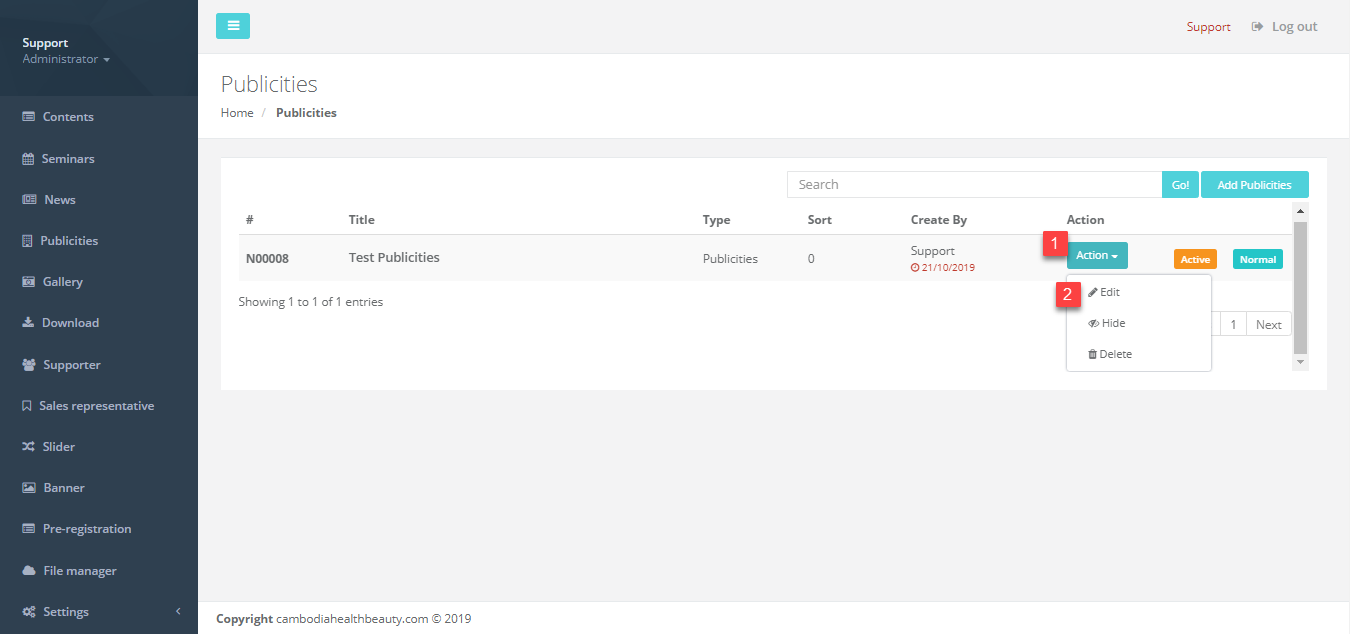 Support
Administrator
Contents
Seminars
News
Publicities
Gallery
Download
Supporter
Sales representative
Slider
Banner
Pre-registration
File manager
Settings
Support Log out
Publicities
Home / Publicities
Search Go! Add Publicities
# Title Type Sort Create By Action
N00008 Test Publicities Publicities 0 Support 1 Action Active Normal
21/10/2019
2 Edit
Hide
Delete
Showing 1 to 1 of 1 entries
1 Next
Copyright cambodiahealthbeauty.com © 2019